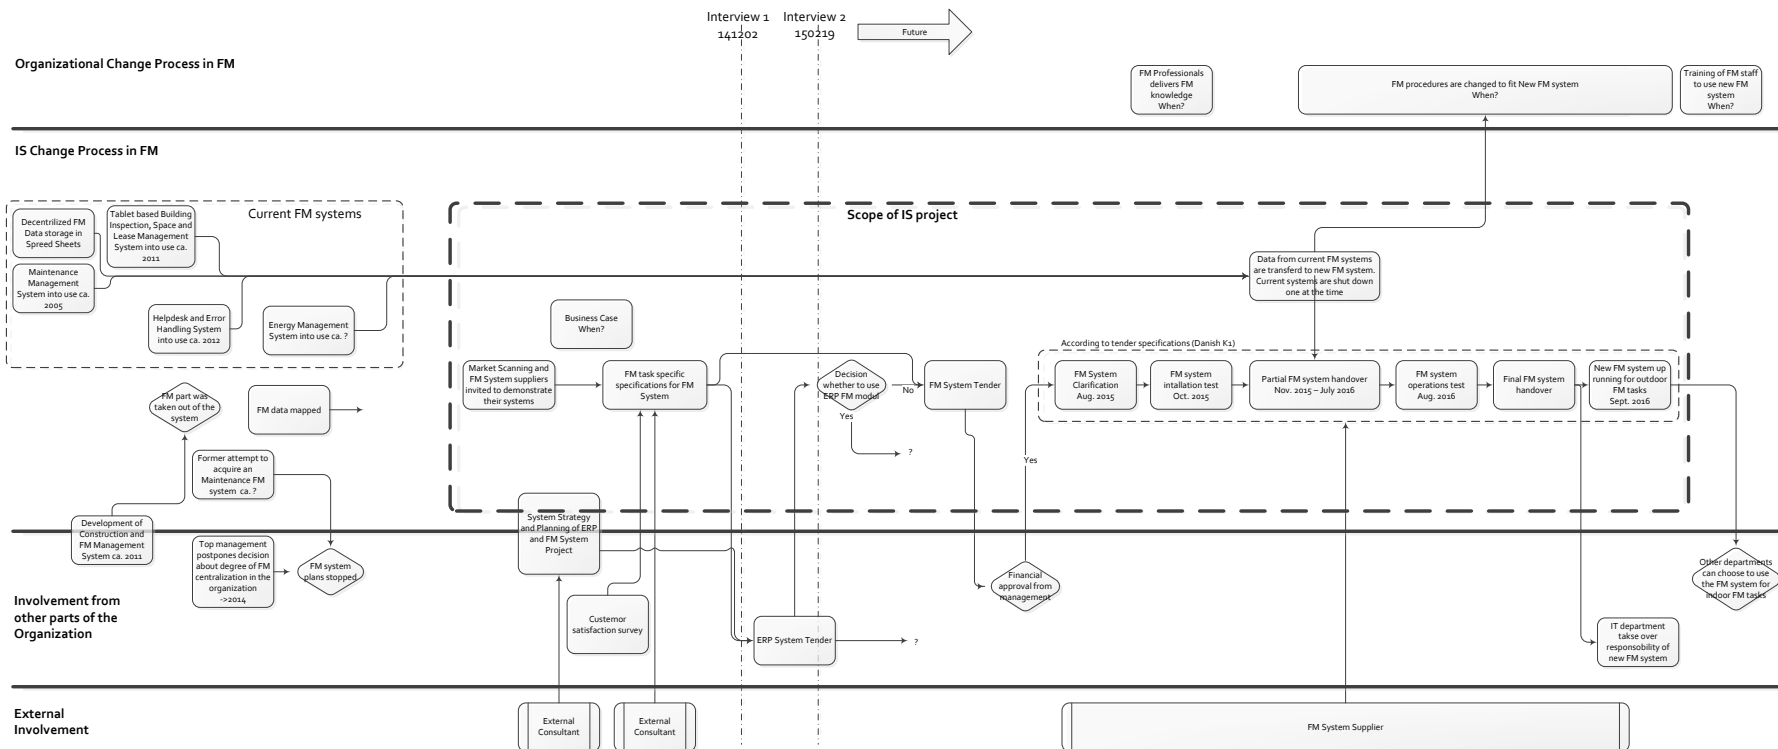 Interview 1
141202
Interview 2
150219
Future
Organizational Change Process in FM
FM Professionals
delivers FM
knowledge
When?
FM procedures are changed to fit New FM system
When?
Training of FM staff
to use new FM
system
When?
IS Change Process in FM
Current FM systems
Decentrilized FM
Data storage in
Spreed Sheets
Tablet based Building
Inspection, Space and
Lease Management
System into use ca.
2011
Maintenance
Management
System into use ca.
2005
Helpdesk and Error
Handling System
into use ca. 2012
Energy Management
System into use ca. ?
Scope of IS project
Data from current FM systems
are transferd to new FM system.
Current systems are shut down
one at the time
Business Case
When?
Market Scanning and
FM System suppliers
invited to demonstrate
their systems
FM task specific
specifications for FM
System
Decision
whether to use
ERP FM modul
No
Yes
?
FM System Tender
According to tender specifications (Danish K1)
FM System
Clarification
Aug. 2015
FM system
intallation test
Oct. 2015
Partial FM system handover
Nov. 2015 – July 2016
FM system
operations test
Aug. 2016
Final FM system
handover
New FM system up
running for outdoor
FM tasks
Sept. 2016
FM part was
taken out of the
system
FM data mapped
Former attempt to
acquire an
Maintenance FM
system ca. ?
Yes
Development of
Construction and
FM Management
System ca. 2011
System Strategy
and Planning of ERP
and FM System
Project
Top management
postpones decision
about degree of FM
centralization in the
organization
->2014
FM system
plans stopped
Financial
approval from
management
Other departments
can choose to use
the FM system for
indoor FM tasks
Involvement from
other parts of the
Organization
Custemor
satisfaction survey
ERP System Tender
?
IT department
takse over
responsobility of
new FM system
External
Involvement
External
Consultant
External
Consultant
FM System Supplier